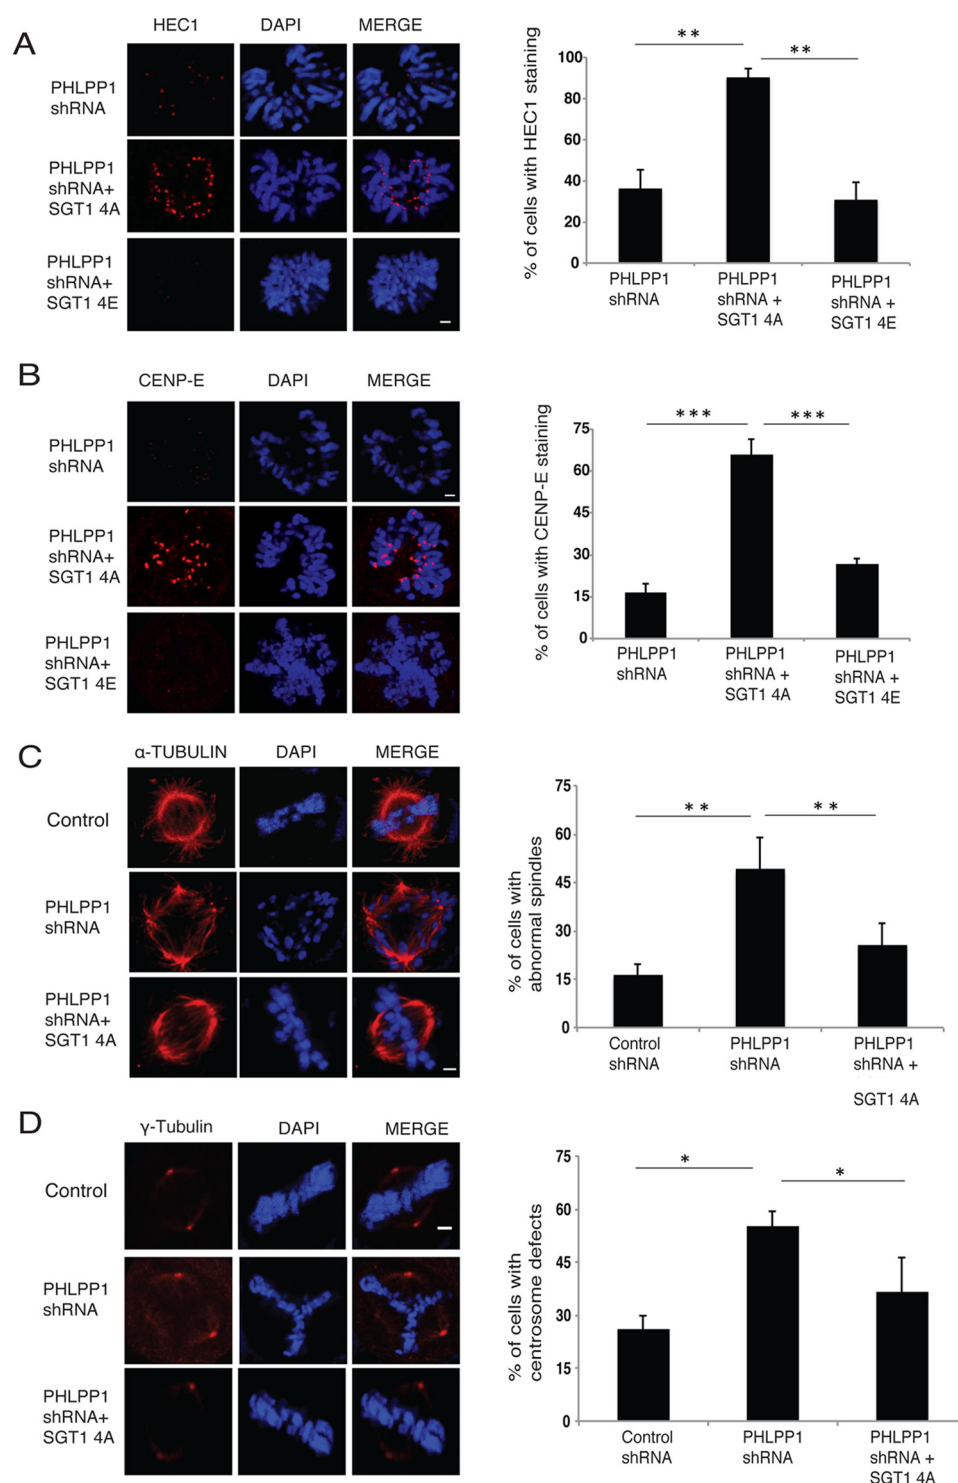 A
HEC1 DAPI MERGE
PHLPP1
shRNA
PHLPP1
shRNA+
SGT1 4A
PHLPP1
shRNA+
SGT1 4E
% of cells with HEC1 staining
100
80
60
40
20
0
** **
PHLPP1
shRNA
PHLPP1
shRNA +
SGT1 4A
PHLPP1
shRNA +
SGT1 4E
B
CENP-E DAPI MERGE
PHLPP1
shRNA
PHLPP1
shRNA+
SGT1 4A
PHLPP1
shRNA+
SGT1 4E
% of cells with CENP-E staining
75
60
45
30
15
0
*** ***
PHLPP1
shRNA
PHLPP1
shRNA +
SGT1 4A
PHLPP1
shRNA +
SGT1 4E
C
α-TUBULIN DAPI MERGE
Control
PHLPP1
shRNA
PHLPP1
shRNA+
SGT1 4A
% of cells with
abnormal spindles
75
60
45
30
15
0
** **
Control
shRNA
PHLPP1
shRNA
PHLPP1
shRNA +
SGT1 4A
D
γ-Tubulin DAPI MERGE
Control
PHLPP1
shRNA
PHLPP1
shRNA+
SGT1 4A
% of cells with
centrosome defects
75
60
45
30
15
0
* *
Control
shRNA
PHLPP1
shRNA
PHLPP1
shRNA +
SGT1 4A